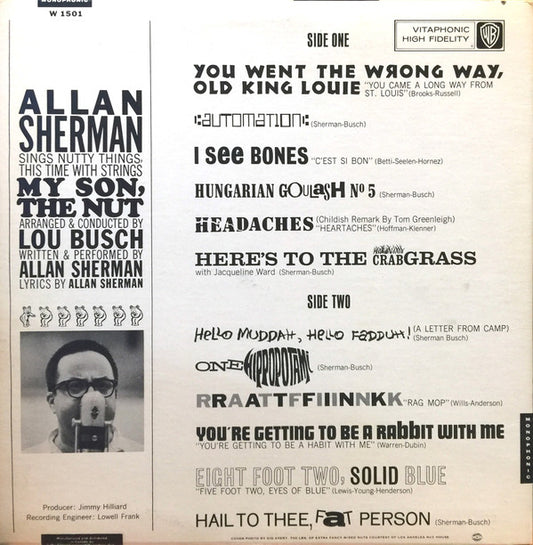 MONOPHONIC
W 1501
ALLAN
SHERMAN
SINGS NUTTY THINGS,
THIS TIME WITH STRINGS
MY SON,
THE NUT
ARRANGED & CONDUCTED BY
LOU BUSCH
WRITTEN & PERFORMED BY
ALLAN SHERMAN
LYRICS BY ALLAN SHERMAN
Producer: Jimmy Hilliard
Recording Engineer: Lowell Frank
SIDE ONE
VITAPHONIC
HIGH FIDELITY
WB
YOU WENT THE WRONG WAY,
OLD KING LOUIE "YOU CAME A LONG WAY FROM
ST. LOUIS" (Brooks-Russell)
AUTOMATION (Sherman-Busch)
I See BONES "C'EST SI BON" (Betti-Seelen-Hornez)
HUNGARIAN GOULASH Nº 5 (Sherman-Busch)
HEADACHES (Childish Remark By Tom Greenleigh)
"HEARTACHES" (Hoffman-Klenner)
HERE'S TO THE CRABGRASS
with Jacqueline Ward (Sherman-Busch)
SIDE TWO
HeLLo MUDDaH, HeLLo FaDDuH! (A LETTER FROM CAMP)
(Sherman Busch)
ONE HIPPOPOTAMI (Sherman-Busch)
RRAATTFFIIINNKK "RAG MOP" (Wills-Anderson)
YOU'RE GETTING TO BE A RaBBIT WITH ME
"YOU'RE GETTING TO BE A HABIT WITH ME" (Warren-Dubin)
EIGHT FOOT TWO, SOLID BLUE
"FIVE FOOT TWO, EYES OF BLUE" (Lewis-Young-Henderson)
HAIL TO THEE, FaT PERSON (Sherman-Busch)
MONOPHONIC